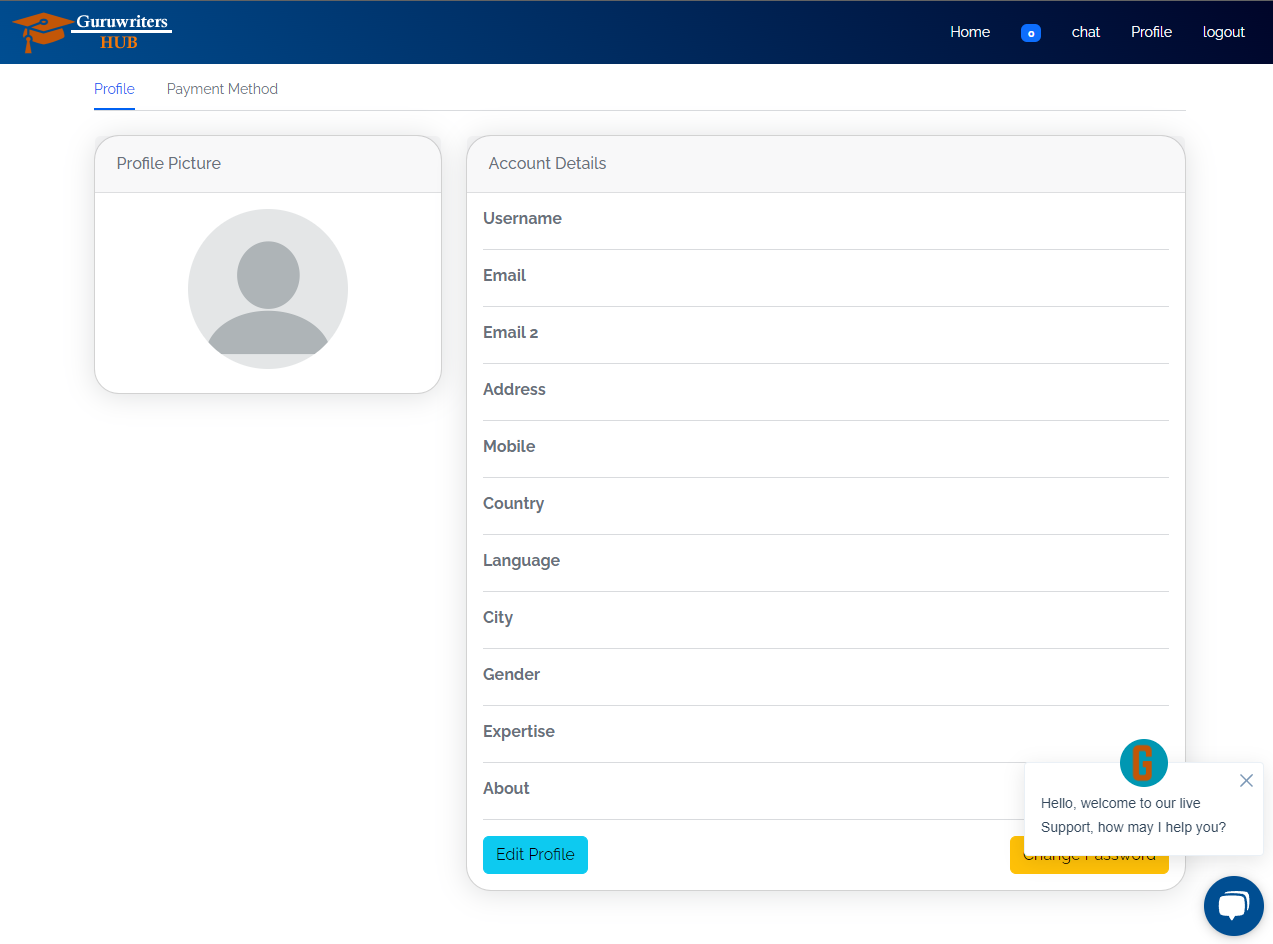 Guruwriters
HUB
Home
o
chat
Profile
logout
Profile
Payment Method
Profile Picture
Account Details
Username
Email
Email 2
Address
Mobile
Country
Language
City
Gender
Expertise
About
G
Hello, welcome to our live
Support, how may I help you?
Edit Profile
Change Password